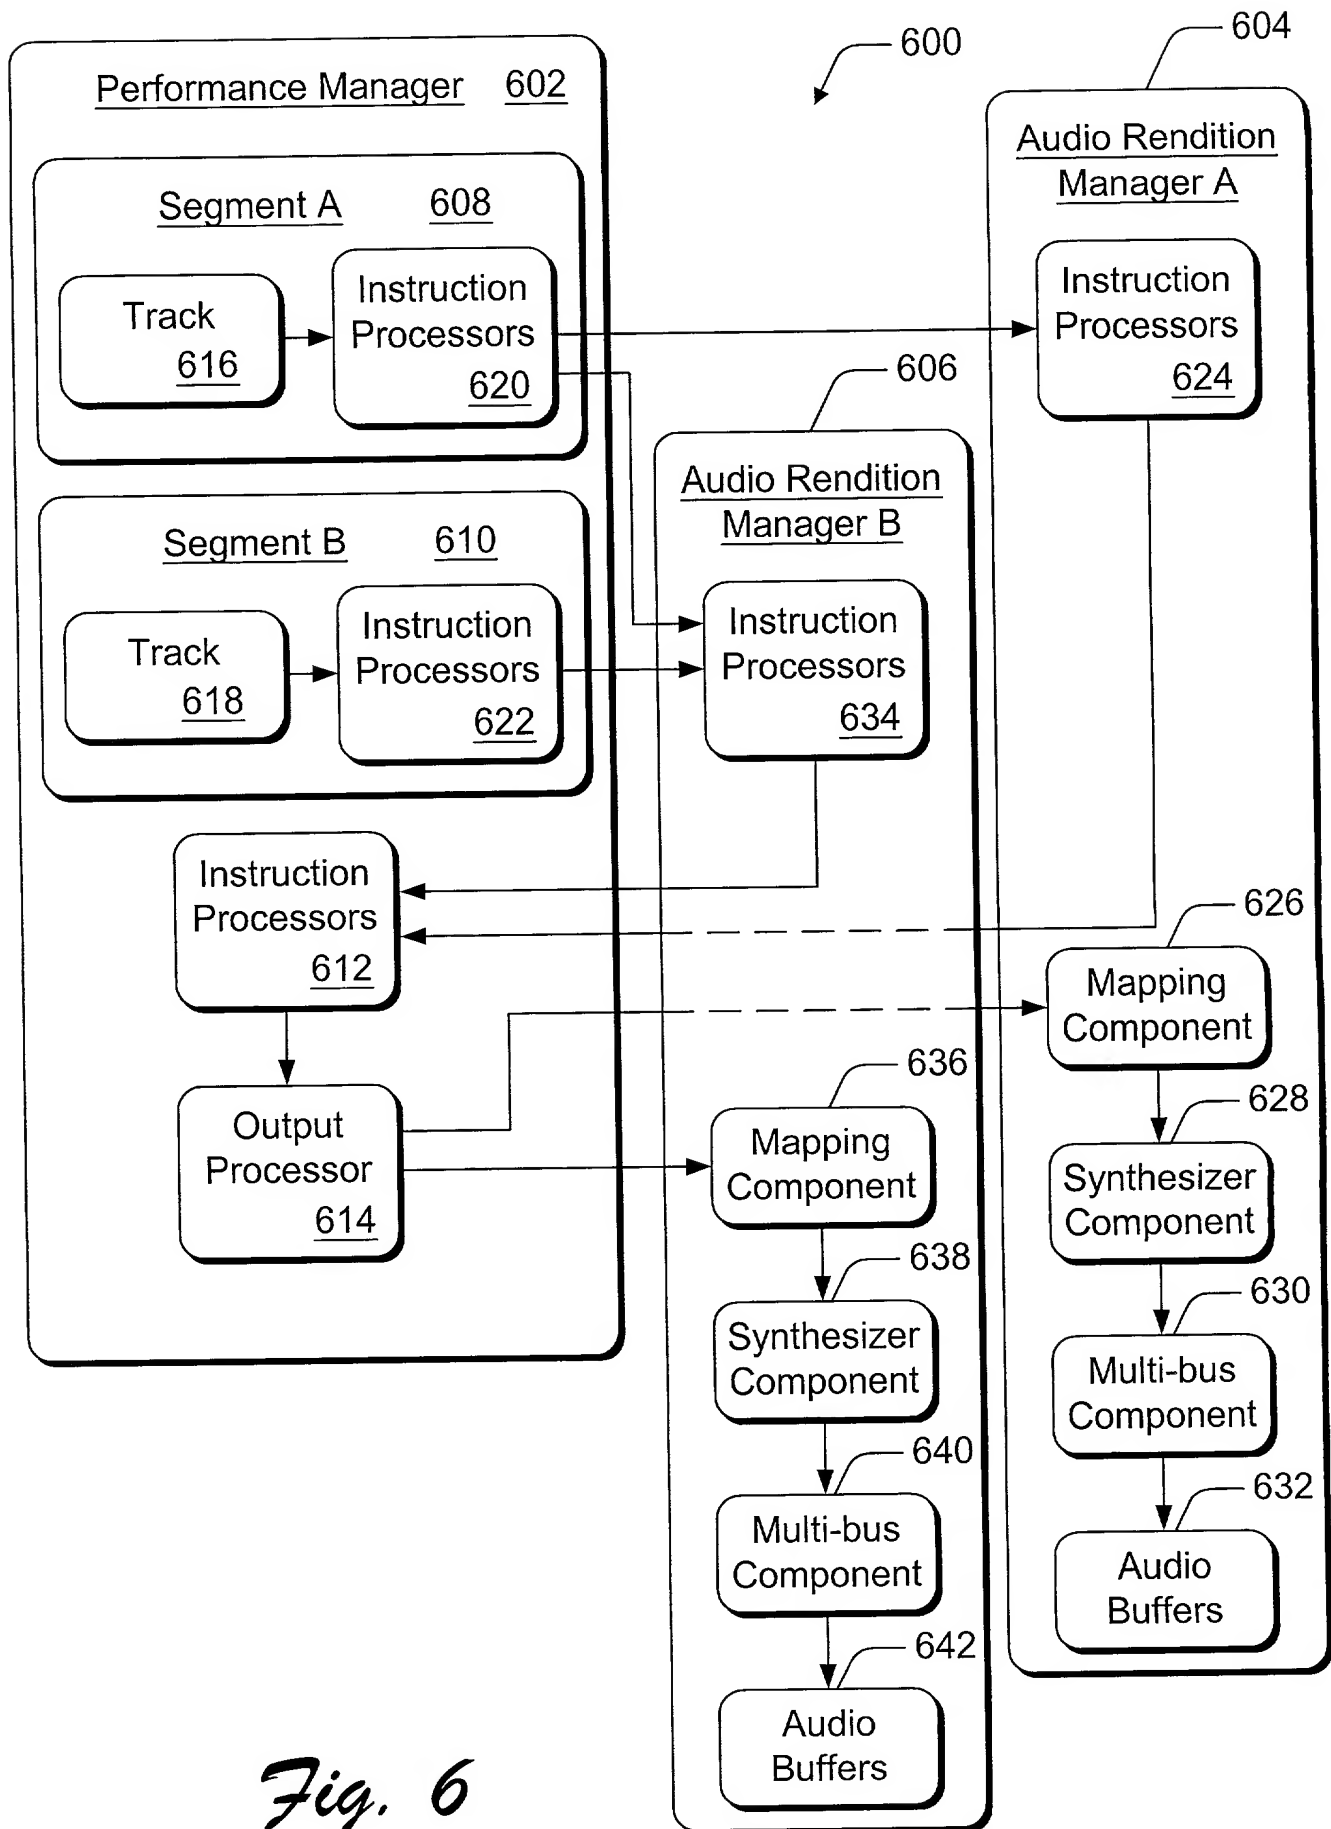 600
604
Performance Manager 602
Segment A 608
Track
616
Instruction
Processors
620
Segment B 610
Track
618
Instruction
Processors
622
Instruction
Processors
612
Output
Processor
614
606
Audio Rendition
Manager B
Instruction
Processors
634
636
Mapping
Component
638
Synthesizer
Component
640
Multi-bus
Component
642
Audio
Buffers
Audio Rendition
Manager A
Instruction
Processors
624
626
Mapping
Component
628
Synthesizer
Component
630
Multi-bus
Component
632
Audio
Buffers
Fig. 6